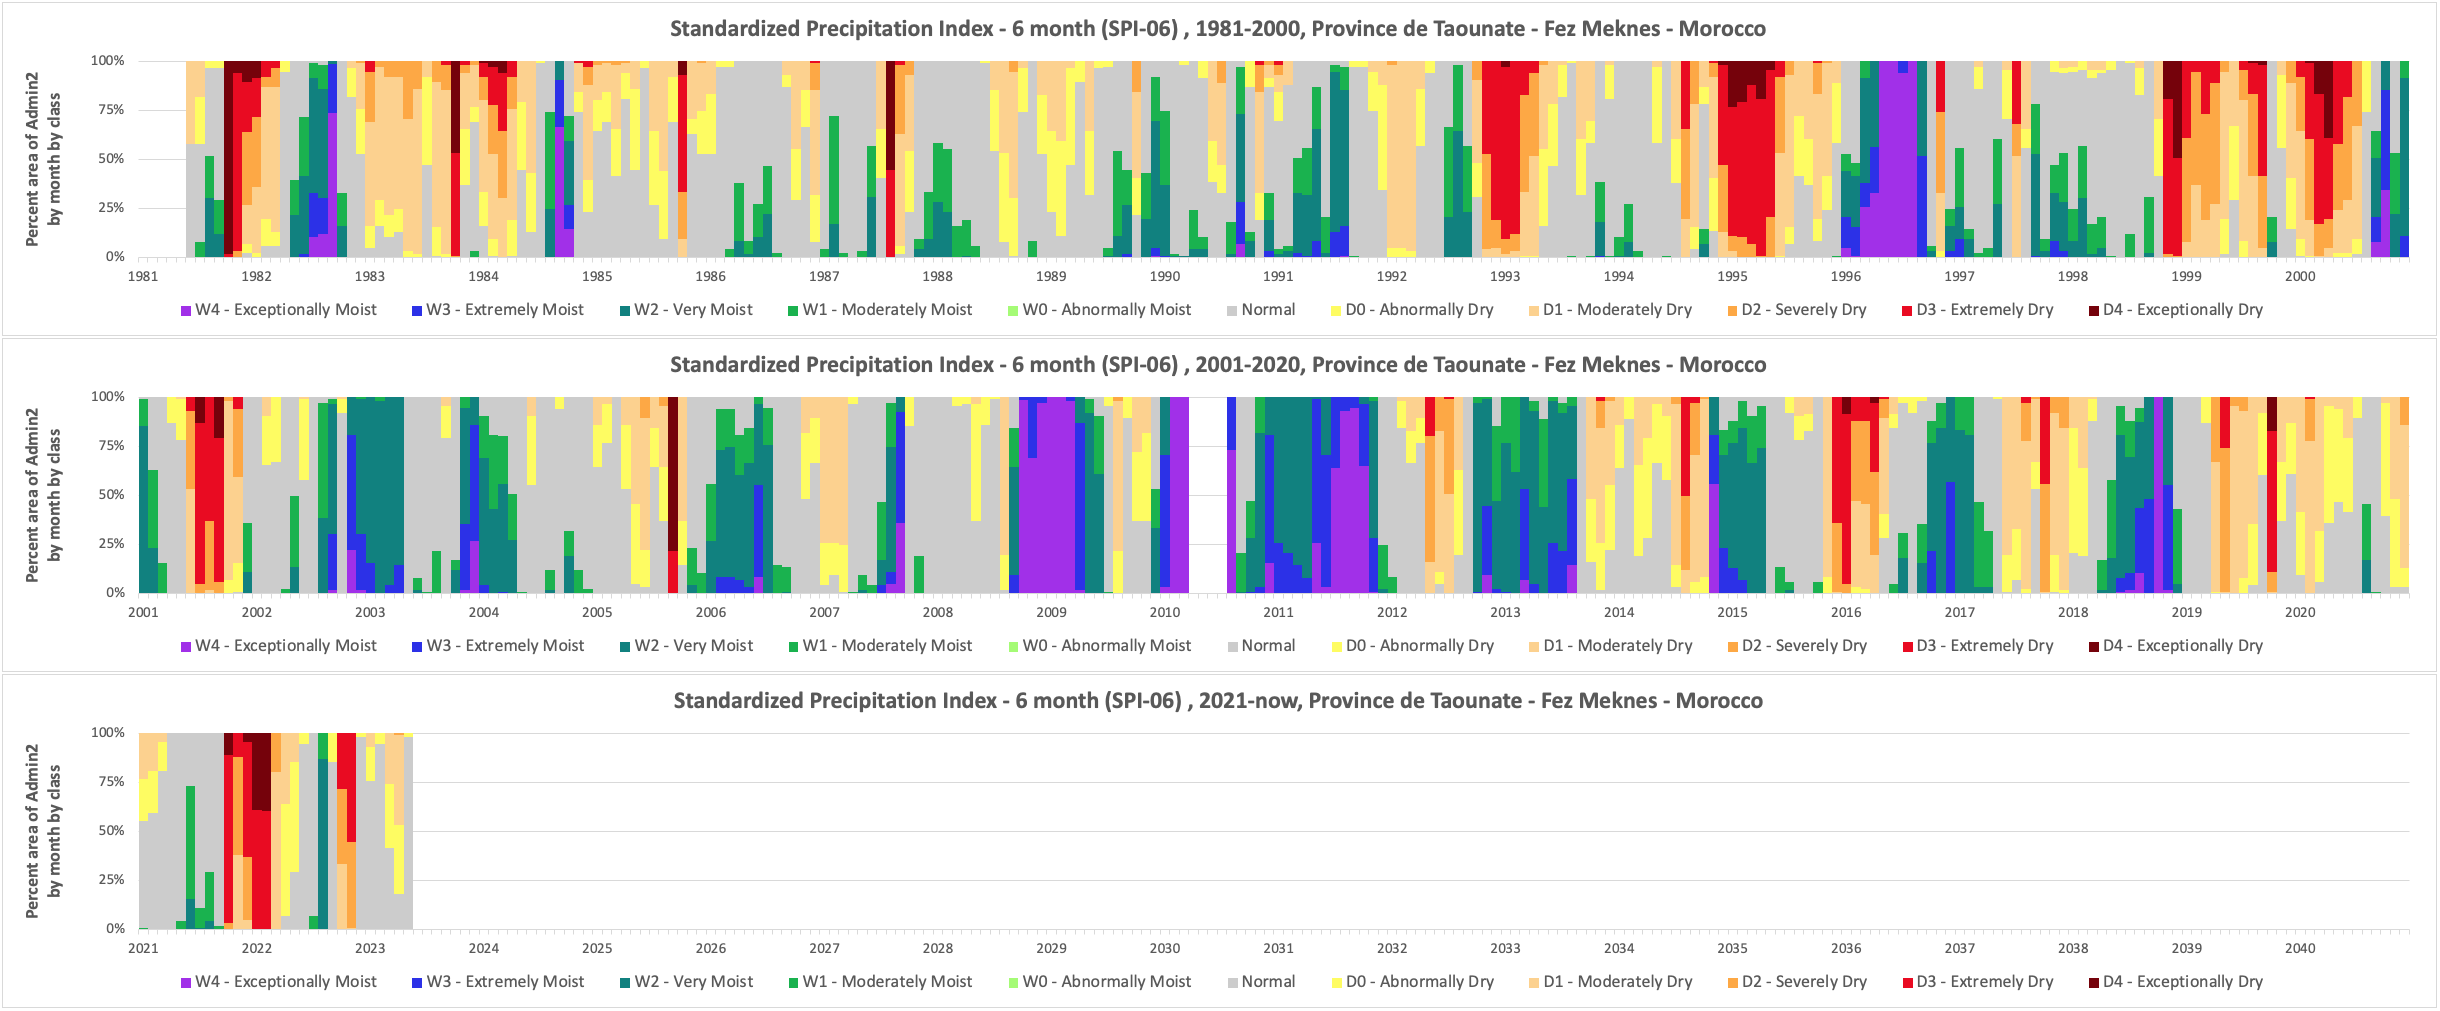 Standardized Precipitation Index - 6 month (SPI-06) , 1981-2000, Province de Taounate - Fez Meknes - Morocco
Percent area of Admin2
by month by class
100%
75%
50%
25%
0%
1981 1982 1983 1984 1985 1986 1987 1988 1989 1990 1991 1992 1993 1994 1995 1996 1997 1998 1999 2000
W4 - Exceptionally Moist W3 - Extremely Moist W2 - Very Moist W1 - Moderately Moist W0 - Abnormally Moist Normal D0 - Abnormally Dry D1 - Moderately Dry D2 - Severely Dry D3 - Extremely Dry D4 - Exceptionally Dry
Standardized Precipitation Index - 6 month (SPI-06) , 2001-2020, Province de Taounate - Fez Meknes - Morocco
Percent area of Admin2
by month by class
100%
75%
50%
25%
0%
2001 2002 2003 2004 2005 2006 2007 2008 2009 2010 2011 2012 2013 2014 2015 2016 2017 2018 2019 2020
W4 - Exceptionally Moist W3 - Extremely Moist W2 - Very Moist W1 - Moderately Moist W0 - Abnormally Moist Normal D0 - Abnormally Dry D1 - Moderately Dry D2 - Severely Dry D3 - Extremely Dry D4 - Exceptionally Dry
Standardized Precipitation Index - 6 month (SPI-06) , 2021-now, Province de Taounate - Fez Meknes - Morocco
Percent area of Admin2
by month by class
100%
75%
50%
25%
0%
2021 2022 2023 2024 2025 2026 2027 2028 2029 2030 2031 2032 2033 2034 2035 2036 2037 2038 2039 2040
W4 - Exceptionally Moist W3 - Extremely Moist W2 - Very Moist W1 - Moderately Moist W0 - Abnormally Moist Normal D0 - Abnormally Dry D1 - Moderately Dry D2 - Severely Dry D3 - Extremely Dry D4 - Exceptionally Dry